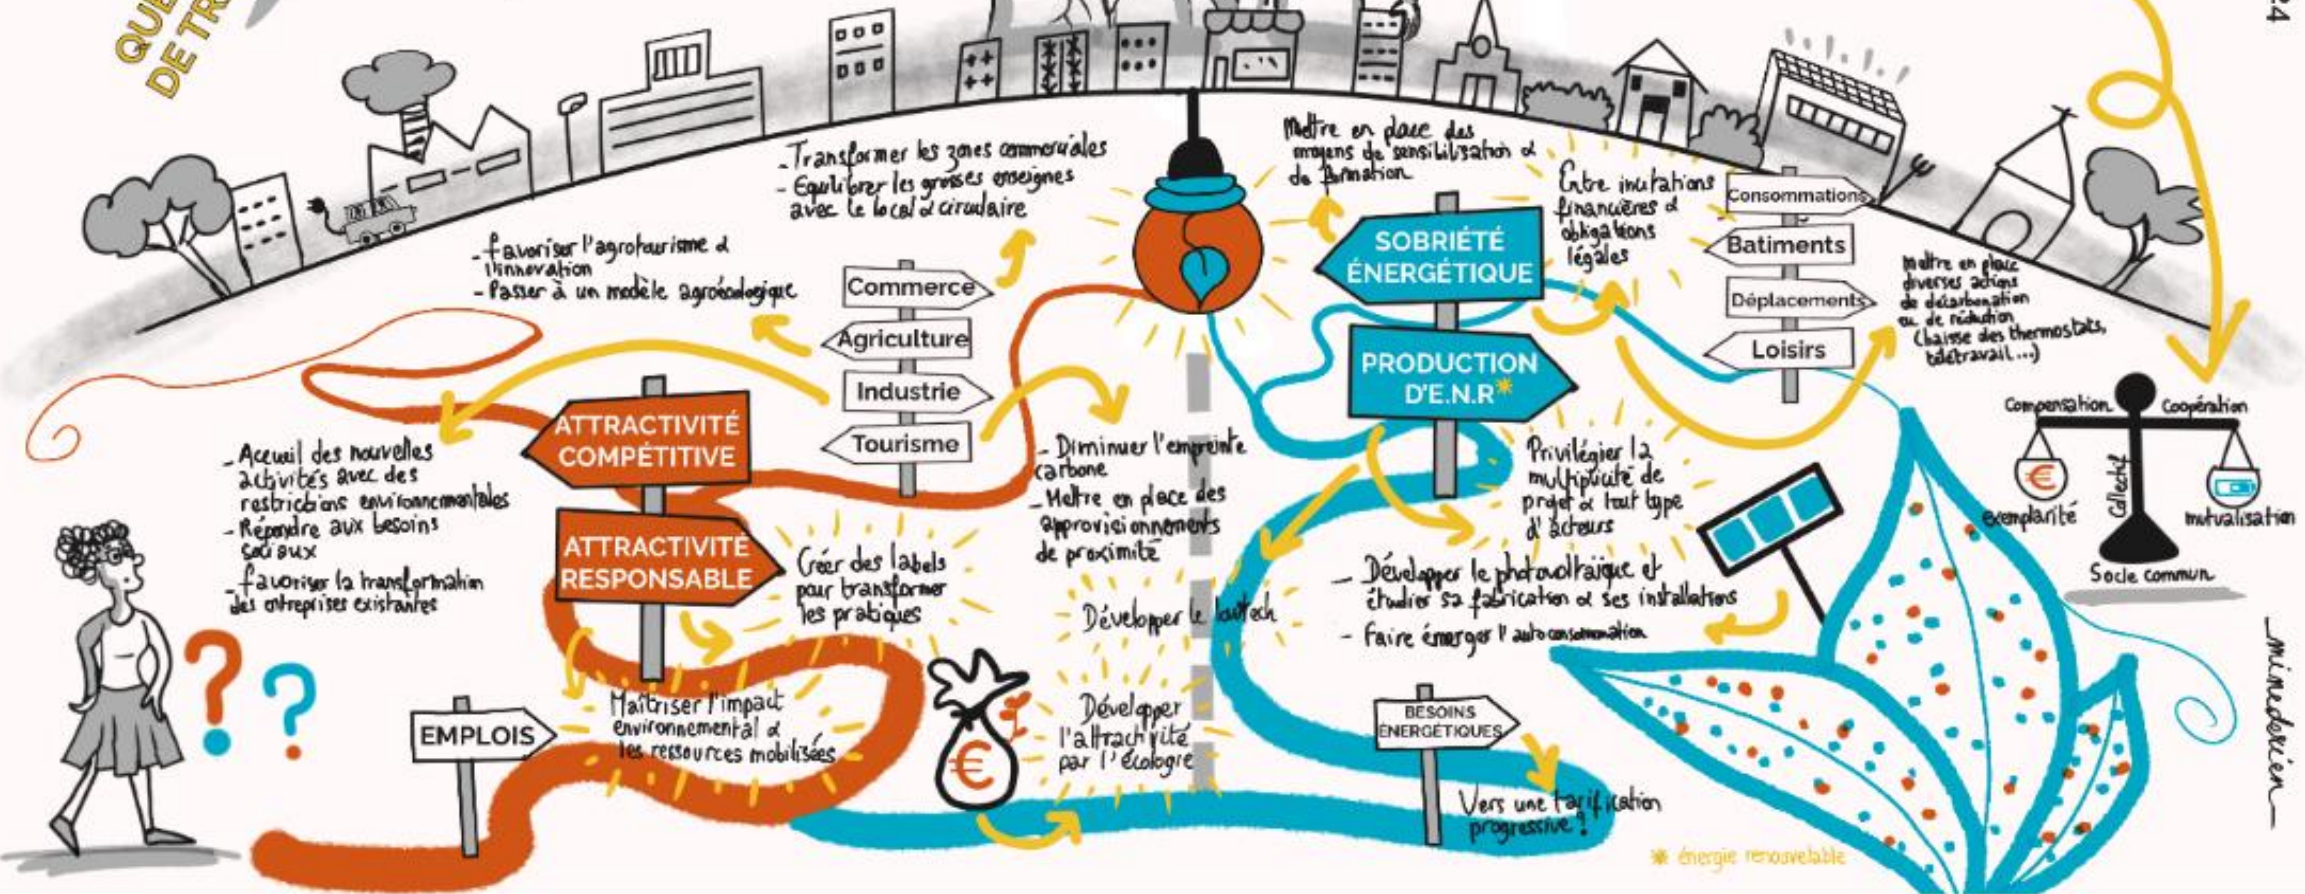 QUE
DE TR
24
- Transformer les zones commerciales
- Equilibrer les grosses enseignes
avec le local & circulaire
- favoriser l'agrotourisme &
l'innovation
- Passer à un modèle agroécologique
Commerce
Agriculture
Industrie
Tourisme
ATTRACTIVITÉ
COMPÉTITIVE
ATTRACTIVITÉ
RESPONSABLE
- Accueil des nouvelles
activités avec des
restrictions environnementales
- Répondre aux besoins
sociaux
- favoriser la transformation
des entreprises existantes
- Diminuer l'empreinte
carbone
- Mettre en place des
approvisionnements
de proximité
Créer des labels
pour transformer
les pratiques
Maîtriser l'impact
environnemental &
les ressources mobilisées
EMPLOIS
Développer le lowtech
€
Développer
l'attractivité
par l'écologie
Mettre en place des
moyens de sensibilisation &
de formation
SOBRIÉTÉ
ÉNERGÉTIQUE
PRODUCTION
D'E.N.R*
Entre incitations
financières &
obligations
légales
Consommations
Batiments
Déplacements
Loisirs
Mettre en place
diverses actions
de décarbonation
ou de réduction
(baisse des thermostats,
télétravail...)
Privilégier la
multiplicité de
projet & tout type
d'acteurs
- Développer le photovoltaïque et
étudier sa fabrication & ses installations
- Faire émerger l'autoconsommation
BESOINS
ÉNERGÉTIQUES
Vers une tarification
progressive?
* énergie renouvelable
Compensation
Coopération
€
Collectif
Exemplarité
mutualisation
Socle commun
_minedecien_